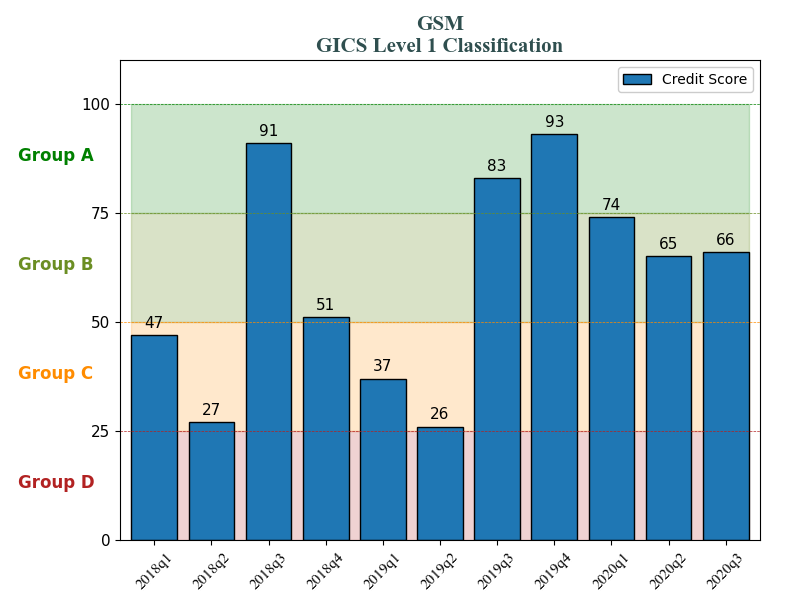 GSM
GICS Level 1 Classification
Credit Score
100
Group A
75
Group B
50
Group C
25
Group D
0
47
27
91
51
37
26
83
93
74
65
66
2018q1
2018q2
2018q3
2018q4
2019q1
2019q2
2019q3
2019q4
2020q1
2020q2
2020q3